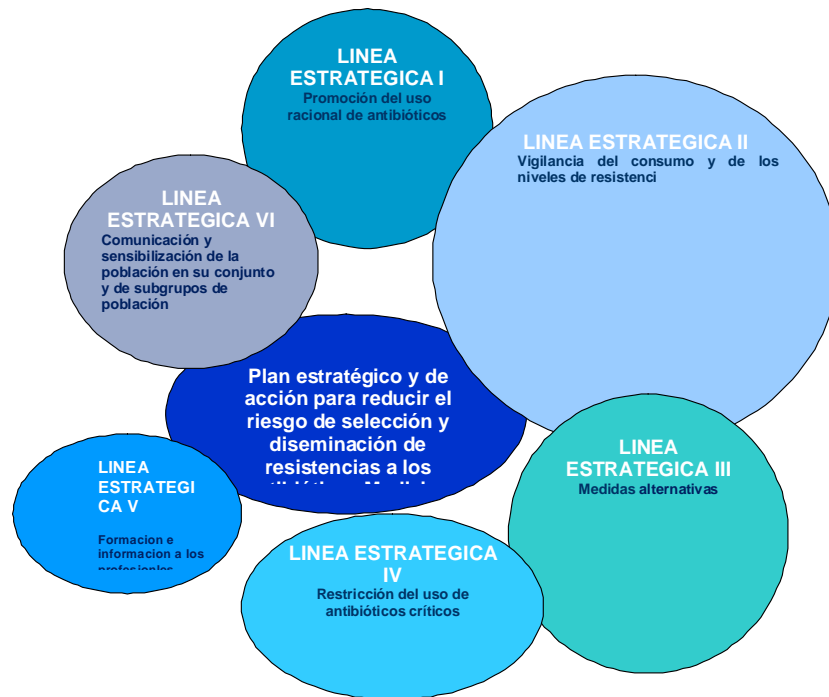 LINEA
ESTRATEGICA I
Promoción del uso
racional de antibióticos
LINEA ESTRATEGICA II
Vigilancia del consumo y de los
niveles de resistenci
LINEA
ESTRATEGICA VI
Comunicación y
sensibilización de la
población en su conjunto
y de subgrupos de
población
Plan estratégico y de
acción para reducir el
riesgo de selección y
diseminación de
resistencias a los
LINEA
ESTRATEGICA III
Medidas alternativas
LINEA
ESTRATEGI
CA V
Formacion e
informacion a los
profesionales
LINEA ESTRATEGICA
IV
Restricción del uso de
antibióticos críticos